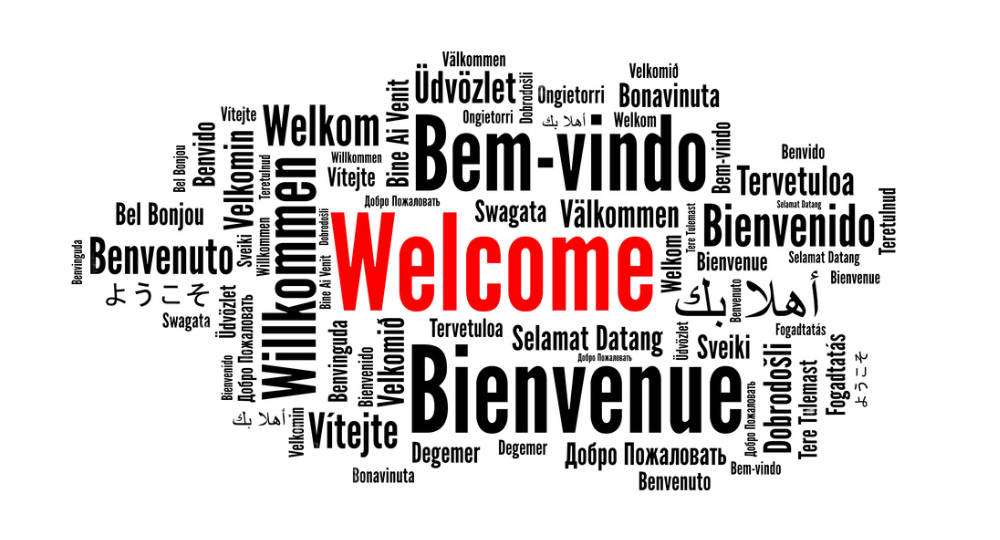 Välkommen
Üdvözlet
Dobrodošli
Ongietorri
Velkomið
Bonavinuta
Bine Ai Venit
Ongietorri
أهلا بك
Welkom
Vítejte
Welkom
Bem-vindo
Bem-vindo
Benvido
Bel Bonjou
Benvido
Velkomin
Teretulnud
Willkommen
Vítejte
Tervetuloa
Selamat Datang
Teretulnud
Добро Пожаловать
Swagata
Välkommen
Tere Tulemast
Bienvenido
Bel Bonjou
Willkommen
Willkommen
Dobrodošli
Welcome
Welkom
Bienvenue
Selamat Datang
Bienvenue
Benvinguda
Benvenuto
Sveiki
Bine Ai Venit
أهلا بك
Benvenuto
ようこそ
Swagata
Üdvözlet
Добро Пожаловать
Bienvenido
Benvinguda
Bienvenido
Velkomið
Tervetuloa
Selamat Datang
Добро Пожаловать
Üdvözlet
Sveiki
Fogadtatás
Dobrodošli
Tere Tulemast
Fogadtatás
ようこそ
Bienvenue
Добро Пожаловать
أهلا بك
Velkomin
Vítejte
Degemer
Degemer
Добро Пожаловать
Bem-vindo
Bonavinuta
Benvenuto